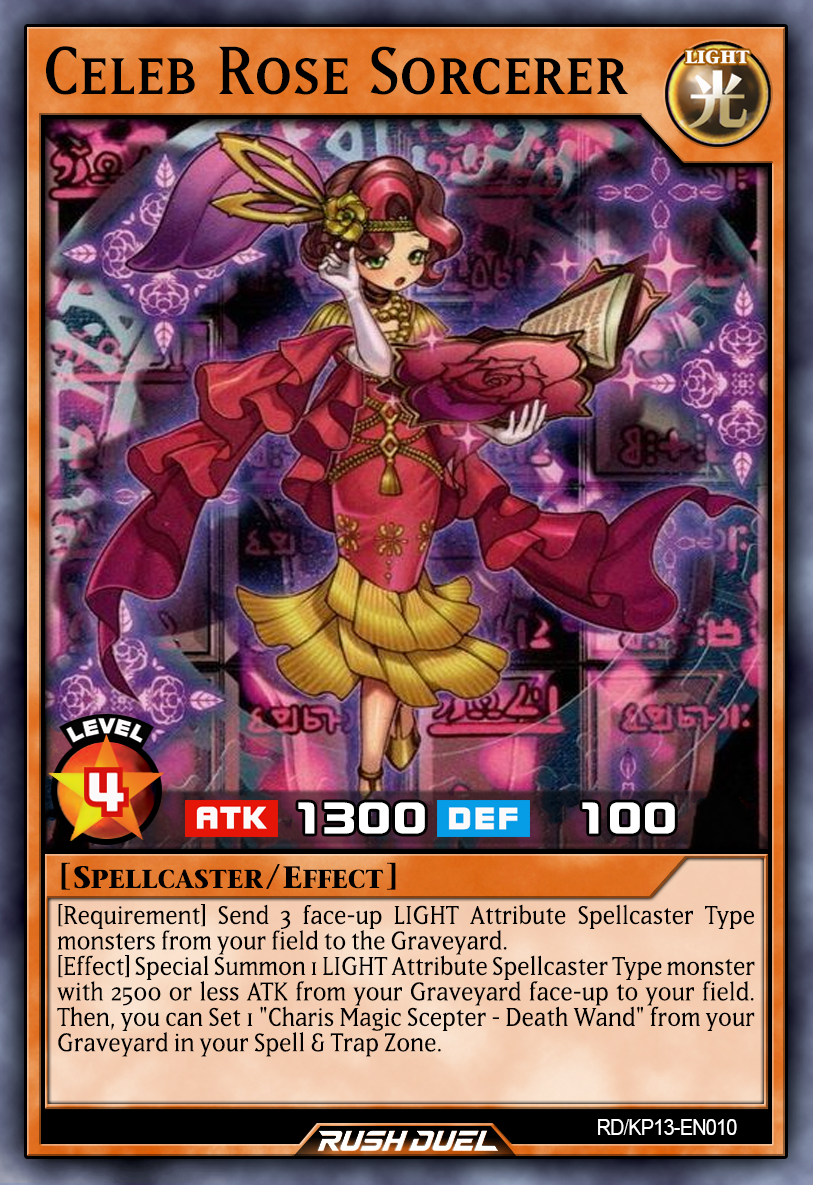 Celeb Rose Sorcerer
LIGHT
光
LEVEL
4
ATK 1300 DEF 100
[Spellcaster/Effect]
[Requirement] Send 3 face-up LIGHT Attribute Spellcaster Type
monsters from your field to the Graveyard.
[Effect] Special Summon 1 LIGHT Attribute Spellcaster Type monster
with 2500 or less ATK from your Graveyard face-up to your field.
Then, you can Set 1 "Charis Magic Scepter - Death Wand" from your
Graveyard in your Spell & Trap Zone.
RD/KP13-EN010
RUSH DUEL